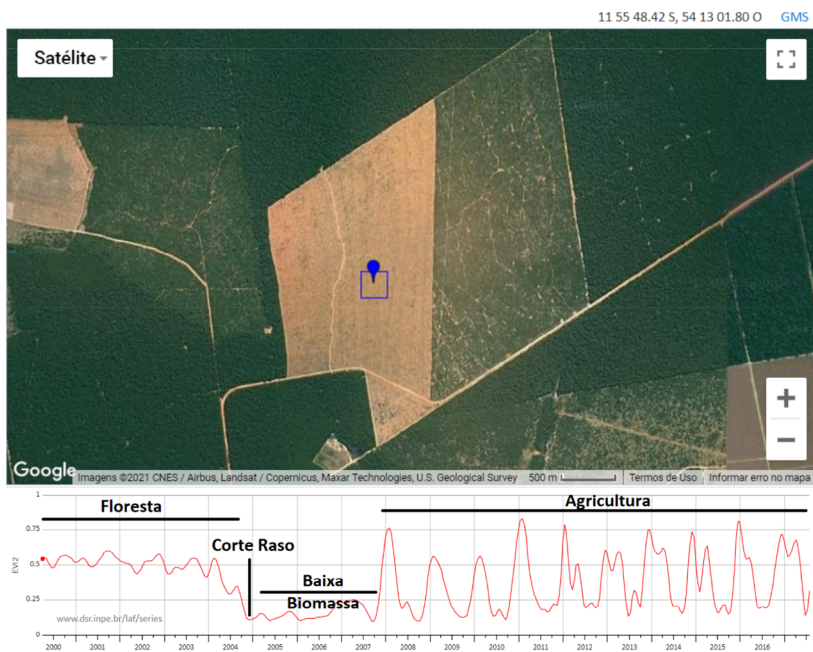 11 55 48.42 S, 54 13 01.80 O GMS
Satélite
Google
Imagens ©2021 CNES / Airbus, Landsat / Copernicus, Maxar Technologies, U.S. Geological Survey 500 m Termos de Uso Informar erro no mapa
1
Floresta
Agricultura
0.75
Corte Raso
EVI2
0.5
Baixa
0.25
Biomassa
www.dsr.inpe.br/laf/series
0
2000 2001 2002 2003 2004 2005 2006 2007 2008 2009 2010 2011 2012 2013 2014 2015 2016